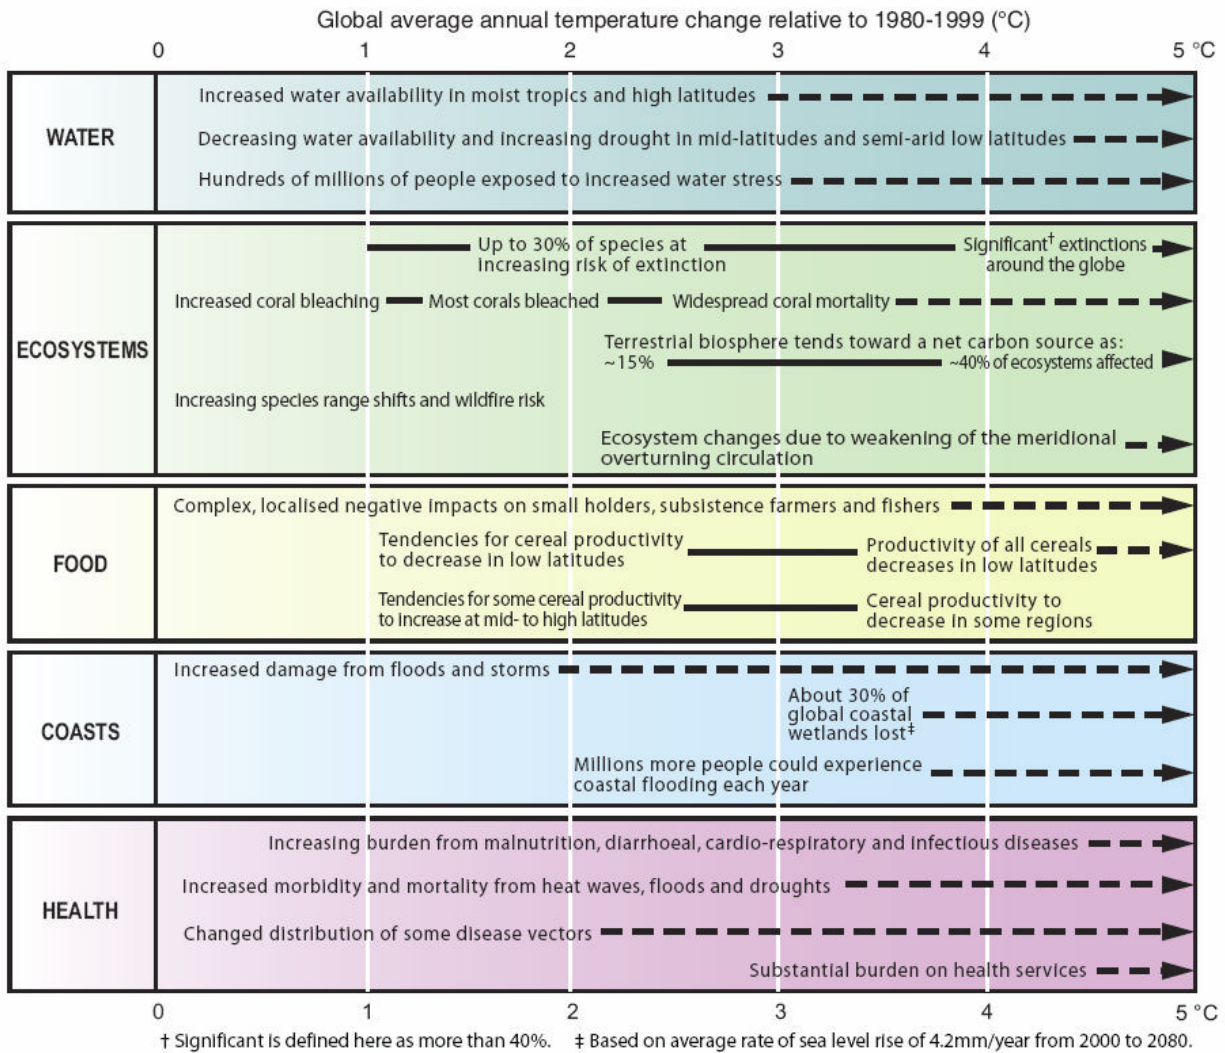 Global average annual temperature change relative to 1980-1999 (°C)
0 1 2 3 4 5 °C
WATER
Increased water availability in moist tropics and high latitudes
Decreasing water availability and increasing drought in mid-latitudes and semi-arid low latitudes
Hundreds of millions of people exposed to increased water stress
ECOSYSTEMS
Up to 30% of species at
increasing risk of extinction
Significant† extinctions
around the globe
Increased coral bleaching Most corals bleached Widespread coral mortality
Terrestrial biosphere tends toward a net carbon source as:
~15% ~40% of ecosystems affected
Increasing species range shifts and wildfire risk
Ecosystem changes due to weakening of the meridional
overturning circulation
FOOD
Complex, localised negative impacts on small holders, subsistence farmers and fishers
Tendencies for cereal productivity
to decrease in low latitudes
Productivity of all cereals
decreases in low latitudes
Tendencies for some cereal productivity
to increase at mid- to high latitudes
Cereal productivity to
decrease in some regions
COASTS
Increased damage from floods and storms
About 30% of
global coastal
wetlands lost‡
Millions more people could experience
coastal flooding each year
HEALTH
Increasing burden from malnutrition, diarrhoeal, cardio-respiratory and infectious diseases
Increased morbidity and mortality from heat waves, floods and droughts
Changed distribution of some disease vectors
Substantial burden on health services
0 1 2 3 4 5 °C
† Significant is defined here as more than 40%. ‡ Based on average rate of sea level rise of 4.2mm/year from 2000 to 2080.